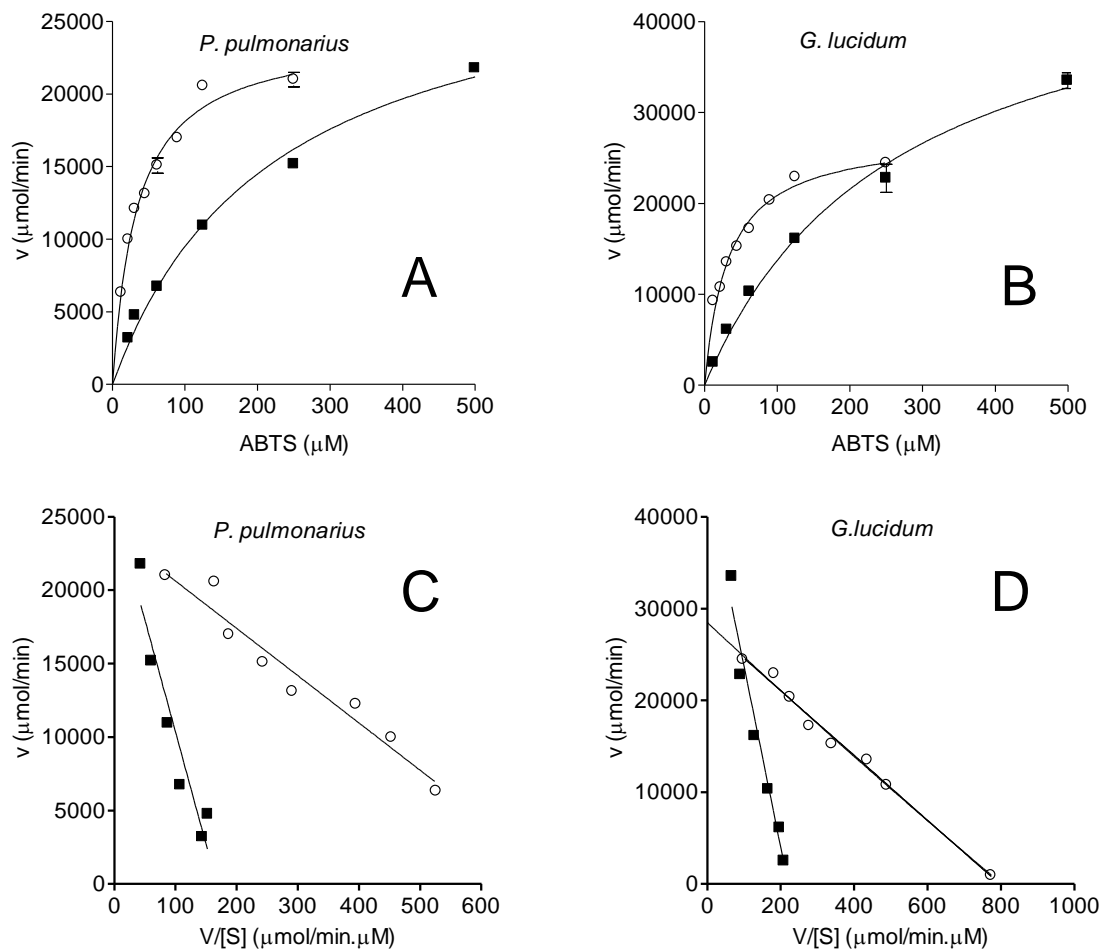 P. pulmonarius
25000
20000
15000
10000
5000
0
v (μmol/min)
A
0 100 200 300 400 500
ABTS (μM)
G. lucidum
40000
30000
20000
10000
0
v (μmol/min)
B
0 100 200 300 400 500
ABTS (μM)
P. pulmonarius
25000
20000
15000
10000
5000
0
v (μmol/min)
C
0 100 200 300 400 500 600
V/[S] (μmol/min.μM)
G.lucidum
40000
30000
20000
10000
0
v (μmol/min)
D
0 200 400 600 800 1000
V/[S] (μmol/min.μM)